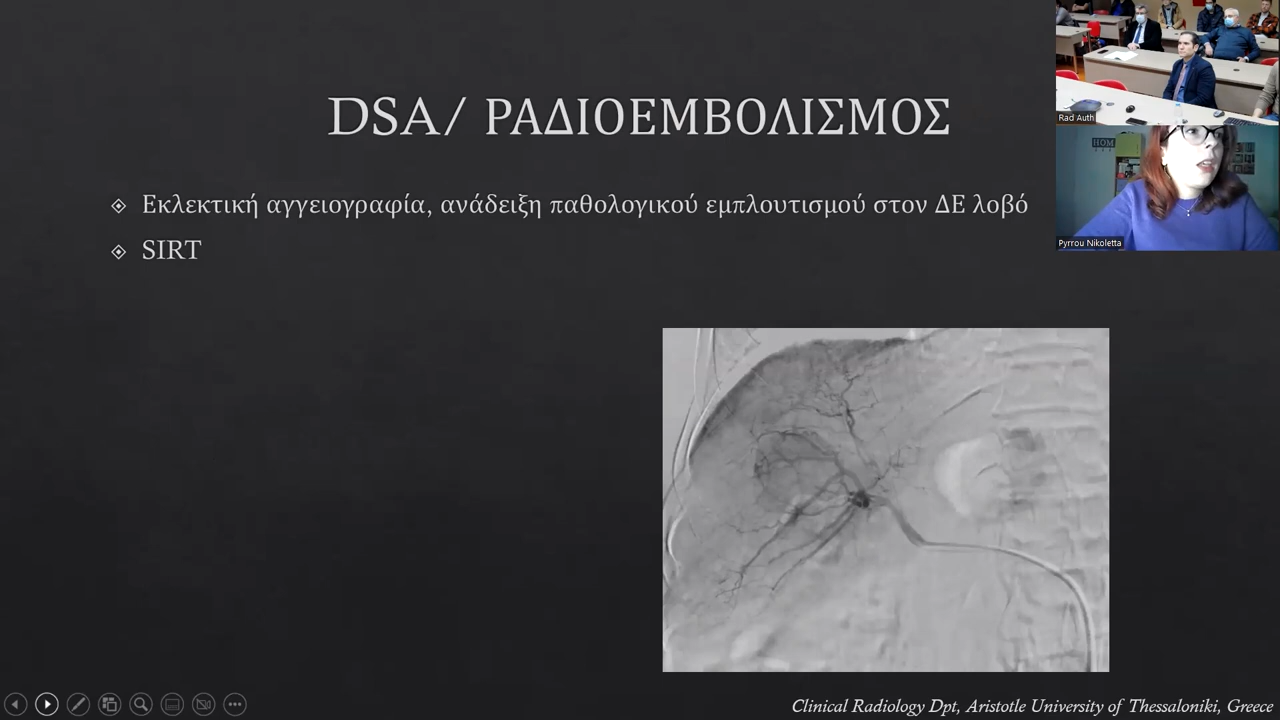 DSA/ ΡΑΔΙΟΕΜΒΟΛΙΣΜΟΣ
Εκλεκτική αγγειογραφία, ανάδειξη παθολογικού εμπλουτισμού στον ΔΕ λοβό
SIRT
Rad Auth
HOM
Pyrrou Nikoletta
Clinical Radiology Dpt, Aristotle University of Thessaloniki, Greece